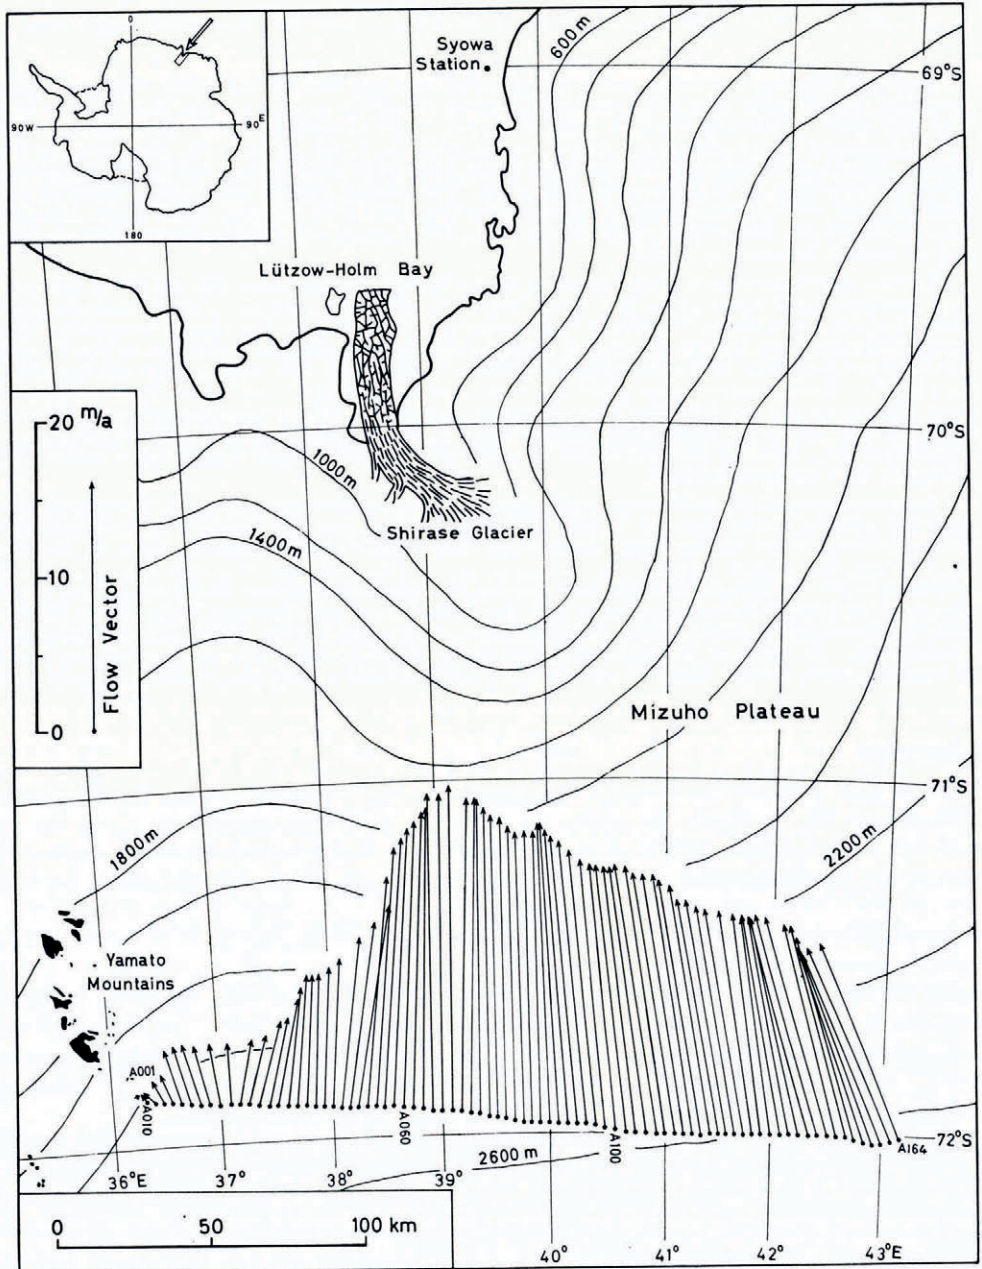 0
90W
90E
180
Syowa
Station
600m
69°S
Lützow-Holm Bay
20 m/a
10
0
Flow Vector
70°S
1000m
1400m
Shirase Glacier
Mizuho Plateau
71°S
1800m
2200m
Yamato
Mountains
A001
A010
A060
A100
A164
72°S
2600m
36°E
37°
38°
39°
40°
41°
42°
43°E
0
50
100 km